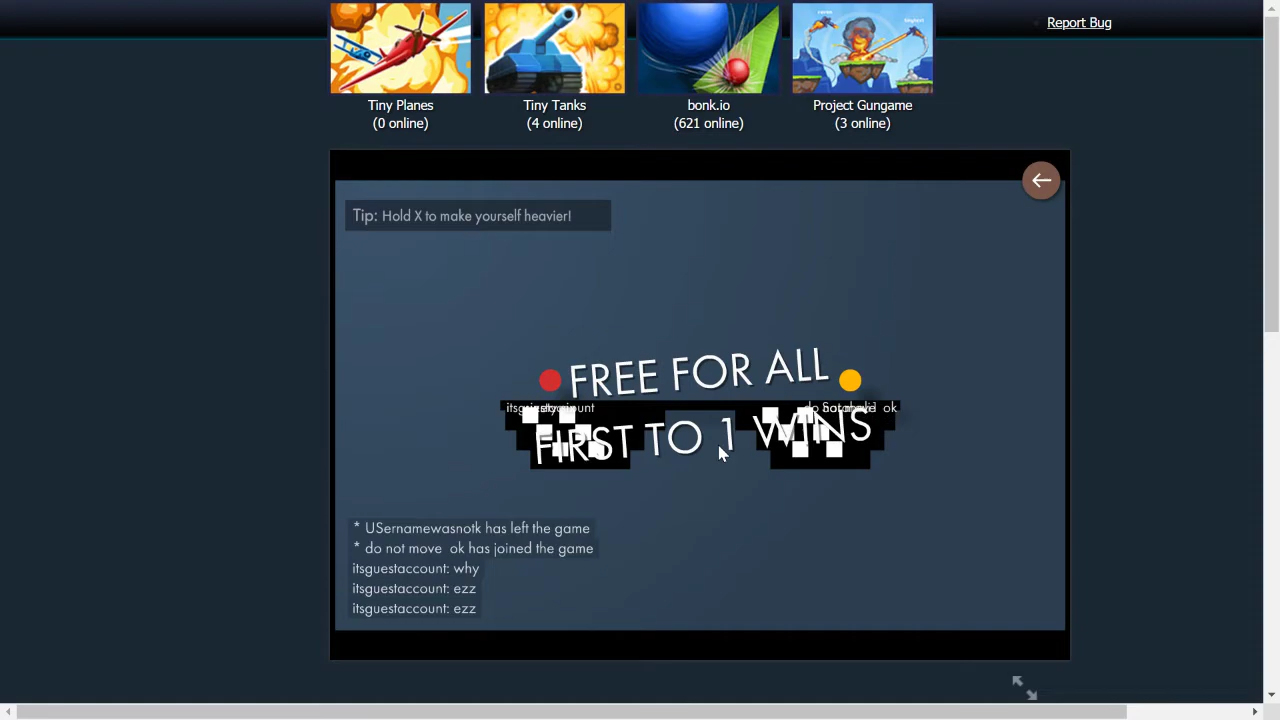 Report Bug
Tiny Planes
(0 online)
Tiny Tanks
(4 online)
bonk.io
(621 online)
Project Gungame
(3 online)
Tip: Hold X to make yourself heavier!
FREE FOR ALL
FIRST TO 1 WINS
* USernamewasnotk has left the game
* do not move ok has joined the game
itsguestaccount: why
itsguestaccount: ezz
itsguestaccount: ezz